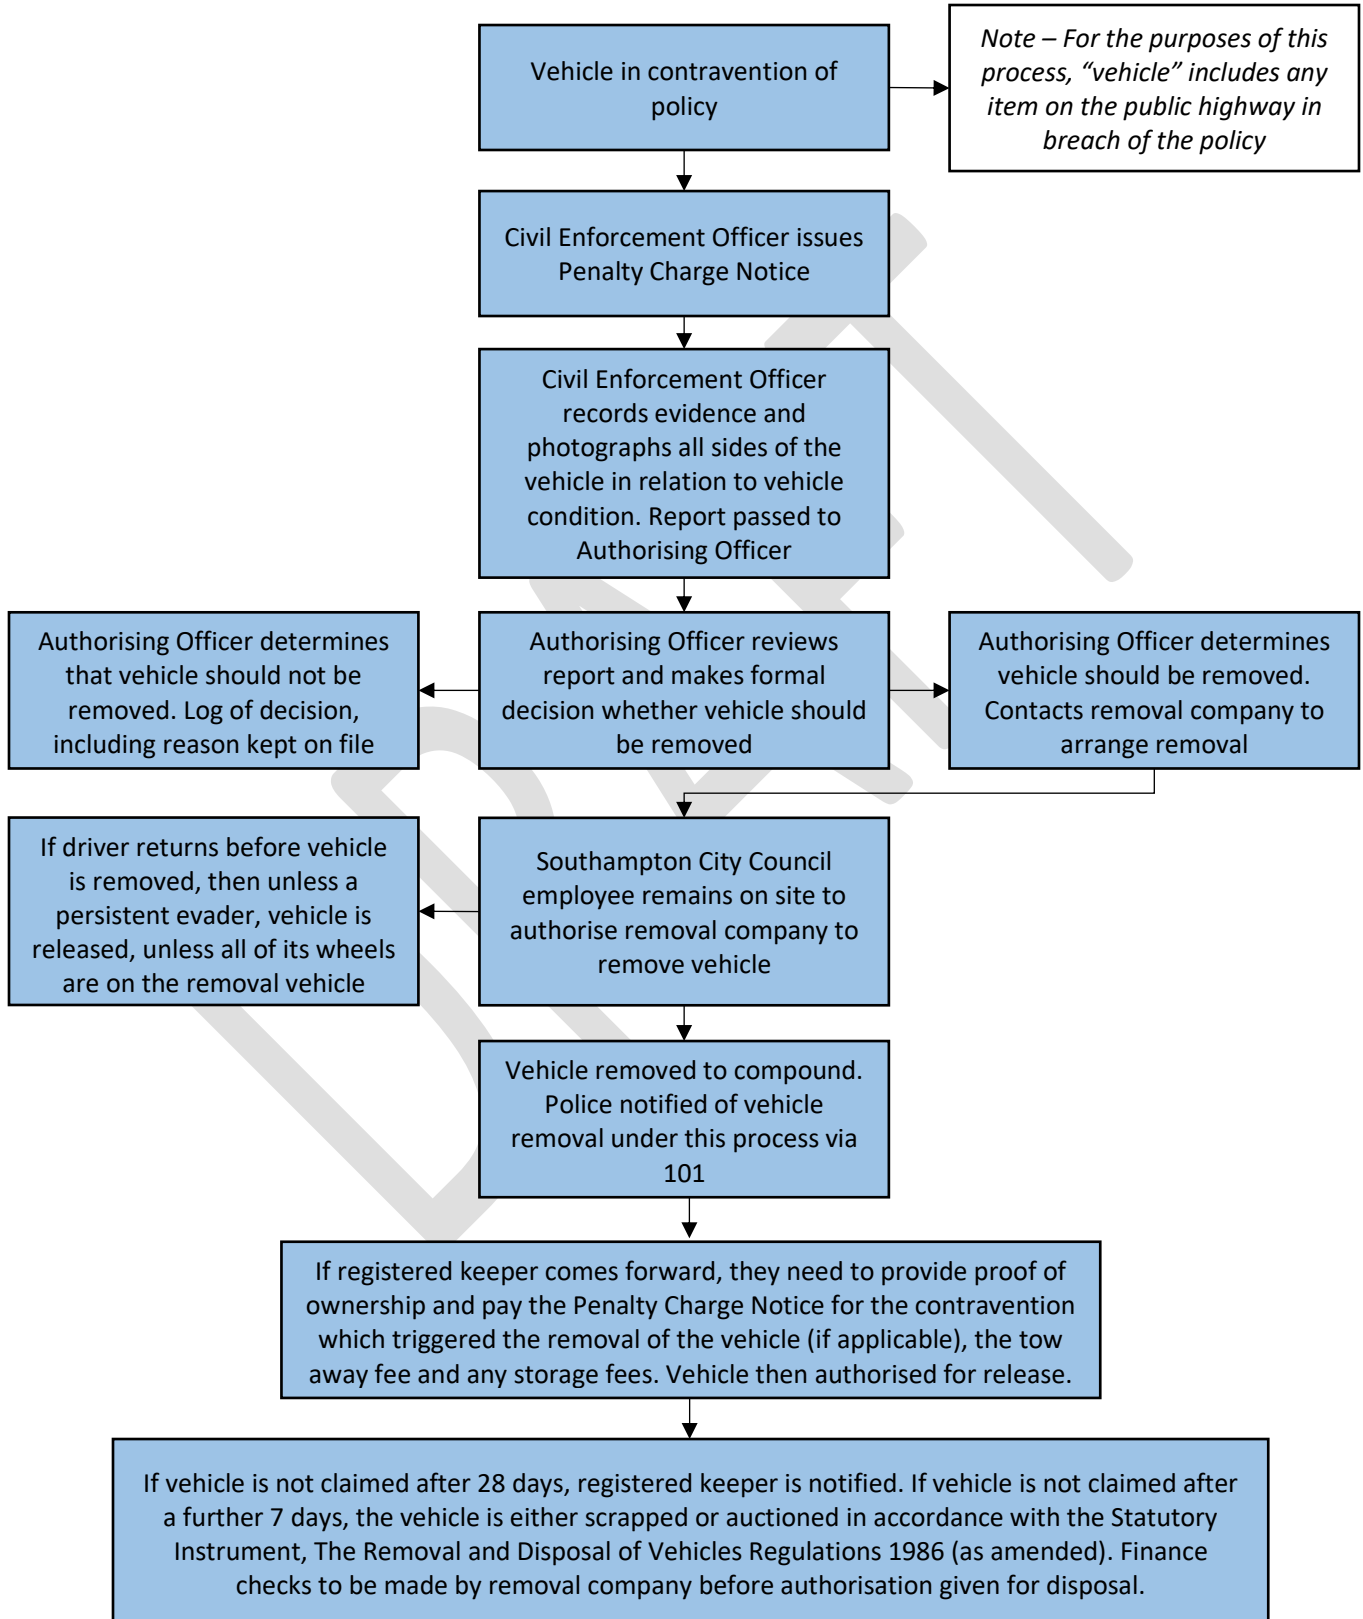 Vehicle in contravention of
policy
Note – For the purposes of this
process, “vehicle” includes any
item on the public highway in
breach of the policy
Civil Enforcement Officer issues
Penalty Charge Notice
Civil Enforcement Officer
records evidence and
photographs all sides of the
vehicle in relation to vehicle
condition. Report passed to
Authorising Officer
Authorising Officer determines
that vehicle should not be
removed. Log of decision,
including reason kept on file
Authorising Officer reviews
report and makes formal
decision whether vehicle should
be removed
Authorising Officer determines
vehicle should be removed.
Contacts removal company to
arrange removal
If driver returns before vehicle
is removed, then unless a
persistent evader, vehicle is
released, unless all of its wheels
are on the removal vehicle
Southampton City Council
employee remains on site to
authorise removal company to
remove vehicle
Vehicle removed to compound.
Police notified of vehicle
removal under this process via
101
If registered keeper comes forward, they need to provide proof of
ownership and pay the Penalty Charge Notice for the contravention
which triggered the removal of the vehicle (if applicable), the tow
away fee and any storage fees. Vehicle then authorised for release.
If vehicle is not claimed after 28 days, registered keeper is notified. If vehicle is not claimed after
a further 7 days, the vehicle is either scrapped or auctioned in accordance with the Statutory
Instrument, The Removal and Disposal of Vehicles Regulations 1986 (as amended). Finance
checks to be made by removal company before authorisation given for disposal.
DRAFT